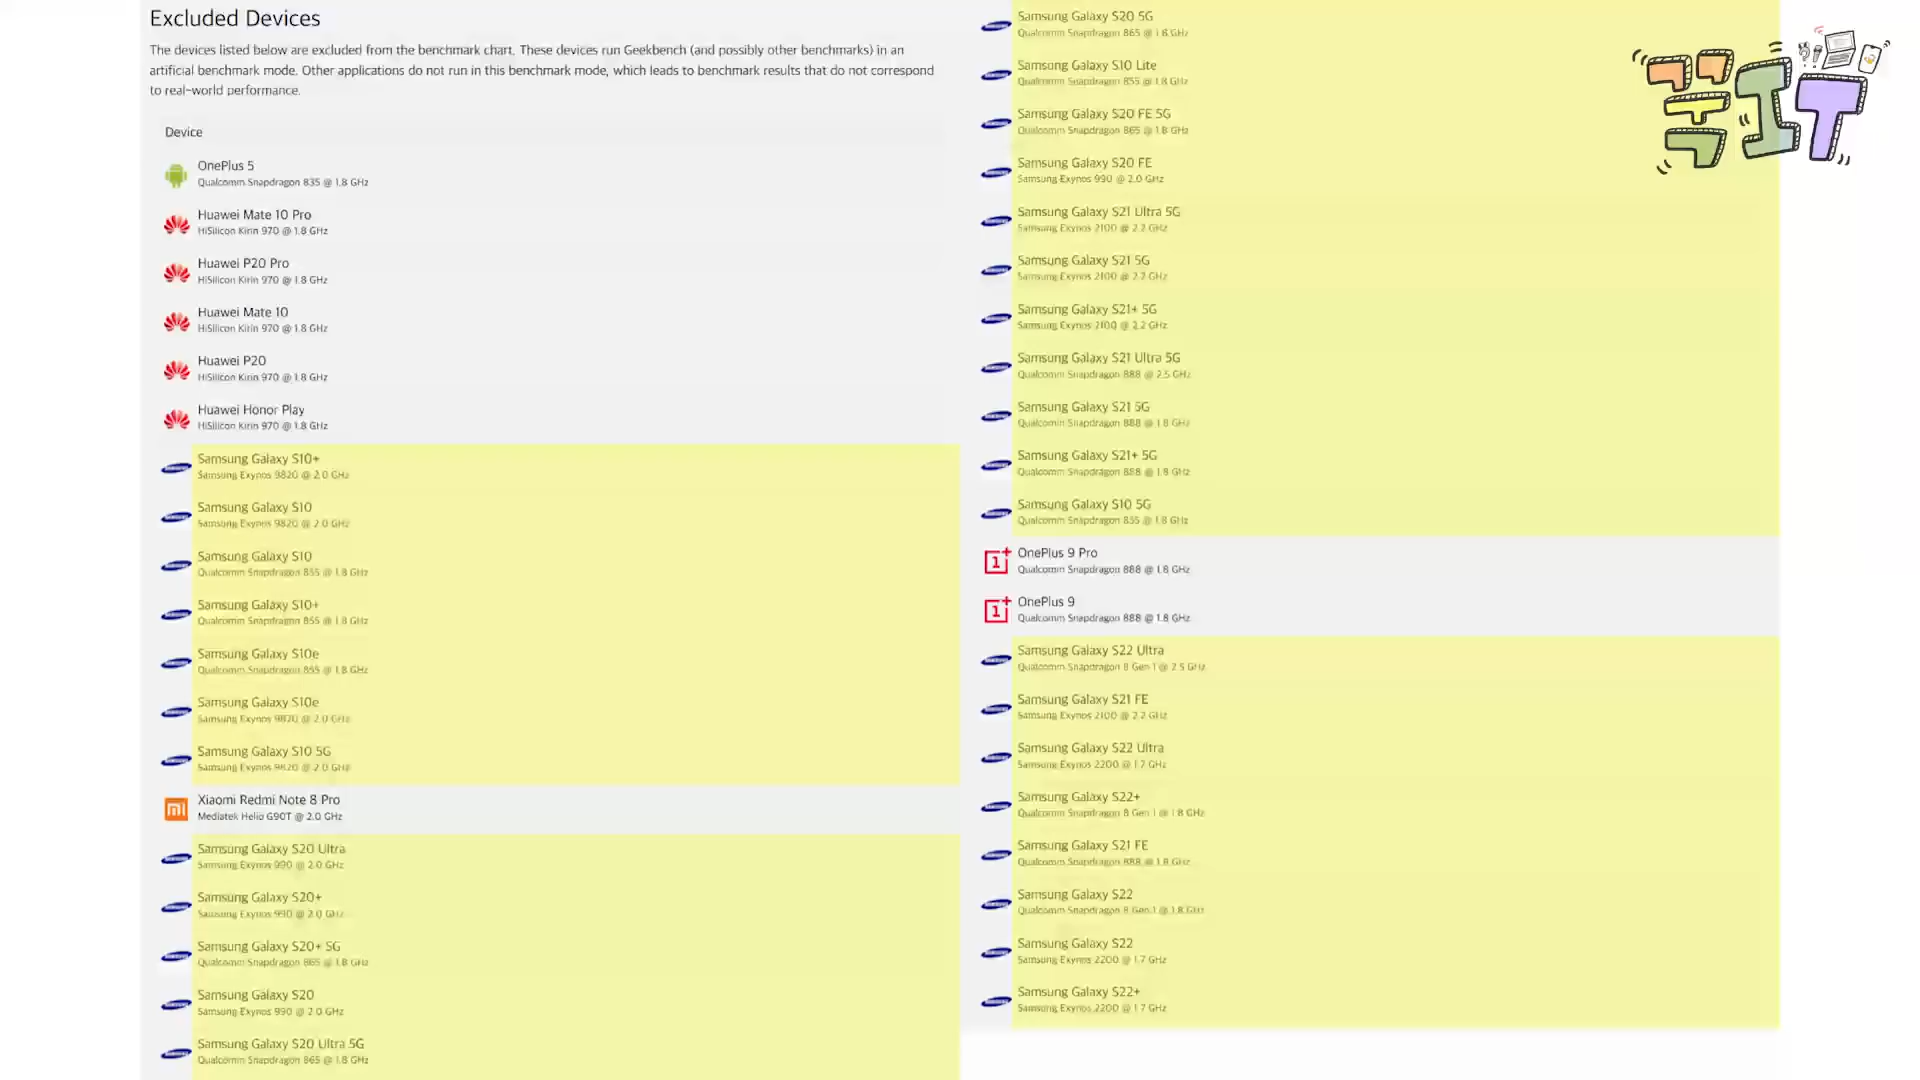 Excluded Devices
The devices listed below are excluded from the benchmark chart. These devices run Geekbench (and possibly other benchmarks) in an
artificial benchmark mode. Other applications do not run in this benchmark mode, which leads to benchmark results that do not correspond
to real-world performance.
Device
OnePlus 5
Qualcomm Snapdragon 835 @ 1.8 GHz
Huawei Mate 10 Pro
HiSilicon Kirin 970 @ 1.8 GHz
Huawei P20 Pro
HiSilicon Kirin 970 @ 1.8 GHz
Huawei Mate 10
HiSilicon Kirin 970 @ 1.8 GHz
Huawei P20
HiSilicon Kirin 970 @ 1.8 GHz
Huawei Honor Play
HiSilicon Kirin 970 @ 1.8 GHz
Samsung Galaxy S10+
Samsung Exynos 9820 @ 2.0 GHz
Samsung Galaxy S10
Samsung Exynos 9820 @ 2.0 GHz
Samsung Galaxy S10
Qualcomm Snapdragon 855 @ 1.8 GHz
Samsung Galaxy S10+
Qualcomm Snapdragon 855 @ 1.8 GHz
Samsung Galaxy S10e
Qualcomm Snapdragon 855 @ 1.8 GHz
Samsung Galaxy S10e
Samsung Exynos 9820 @ 2.0 GHz
Samsung Galaxy S10 5G
Samsung Exynos 9820 @ 2.0 GHz
Xiaomi Redmi Note 8 Pro
Mediatek Helio G90T @ 2.0 GHz
Samsung Galaxy S20 Ultra
Samsung Exynos 990 @ 2.0 GHz
Samsung Galaxy S20+
Samsung Exynos 990 @ 2.0 GHz
Samsung Galaxy S20+ 5G
Qualcomm Snapdragon 865 @ 1.8 GHz
Samsung Galaxy S20
Samsung Exynos 990 @ 2.0 GHz
Samsung Galaxy S20 Ultra 5G
Qualcomm Snapdragon 865 @ 1.8 GHz
Samsung Galaxy S20 5G
Qualcomm Snapdragon 865 @ 1.8 GHz
Samsung Galaxy S10 Lite
Qualcomm Snapdragon 855 @ 1.8 GHz
Samsung Galaxy S20 FE 5G
Qualcomm Snapdragon 865 @ 1.8 GHz
Samsung Galaxy S20 FE
Samsung Exynos 990 @ 2.0 GHz
Samsung Galaxy S21 Ultra 5G
Samsung Exynos 2100 @ 2.2 GHz
Samsung Galaxy S21 5G
Samsung Exynos 2100 @ 2.2 GHz
Samsung Galaxy S21+ 5G
Samsung Exynos 2100 @ 2.2 GHz
Samsung Galaxy S21 Ultra 5G
Qualcomm Snapdragon 888 @ 2.5 GHz
Samsung Galaxy S21 5G
Qualcomm Snapdragon 888 @ 1.8 GHz
Samsung Galaxy S21+ 5G
Qualcomm Snapdragon 888 @ 1.8 GHz
Samsung Galaxy S10 5G
Qualcomm Snapdragon 855 @ 1.8 GHz
OnePlus 9 Pro
Qualcomm Snapdragon 888 @ 1.8 GHz
OnePlus 9
Qualcomm Snapdragon 888 @ 1.8 GHz
Samsung Galaxy S22 Ultra
Qualcomm Snapdragon 8 Gen 1 @ 2.5 GHz
Samsung Galaxy S21 FE
Samsung Exynos 2100 @ 2.2 GHz
Samsung Galaxy S22 Ultra
Samsung Exynos 2200 @ 1.7 GHz
Samsung Galaxy S22+
Qualcomm Snapdragon 8 Gen 1 @ 1.8 GHz
Samsung Galaxy S21 FE
Qualcomm Snapdragon 888 @ 1.8 GHz
Samsung Galaxy S22
Qualcomm Snapdragon 8 Gen 1 @ 1.8 GHz
Samsung Galaxy S22
Samsung Exynos 2200 @ 1.7 GHz
Samsung Galaxy S22+
Samsung Exynos 2200 @ 1.7 GHz
꿀IT